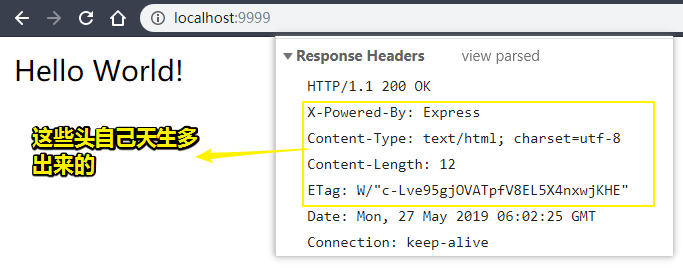 localhost:9999
Hello World!
Response Headers view parsed
HTTP/1.1 200 OK
X-Powered-By: Express
Content-Type: text/html; charset=utf-8
Content-Length: 12
ETag: W/"c-Lve95gjOVATpfV8EL5X4nxwjKHE"
Date: Mon, 27 May 2019 06:02:25 GMT
Connection: keep-alive
这些头自己天生多
出来的